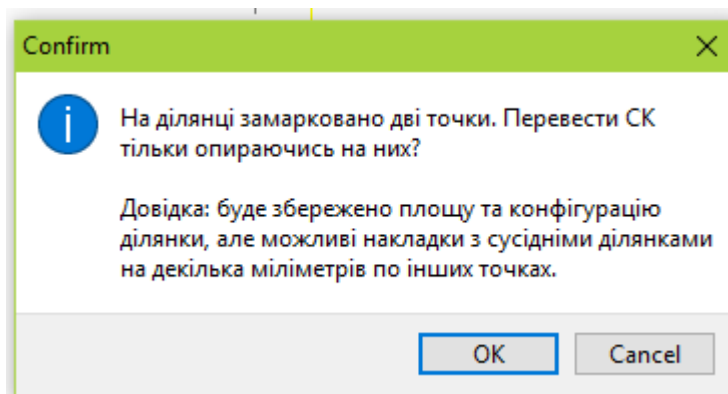 Confirm
На ділянці замарковано дві точки. Перевести СК
тільки опираючись на них?
Довідка: буде збережено площу та конфігурацію
ділянки, але можливі накладки з сусідніми ділянками
на декілька міліметрів по інших точках.
OK
Cancel